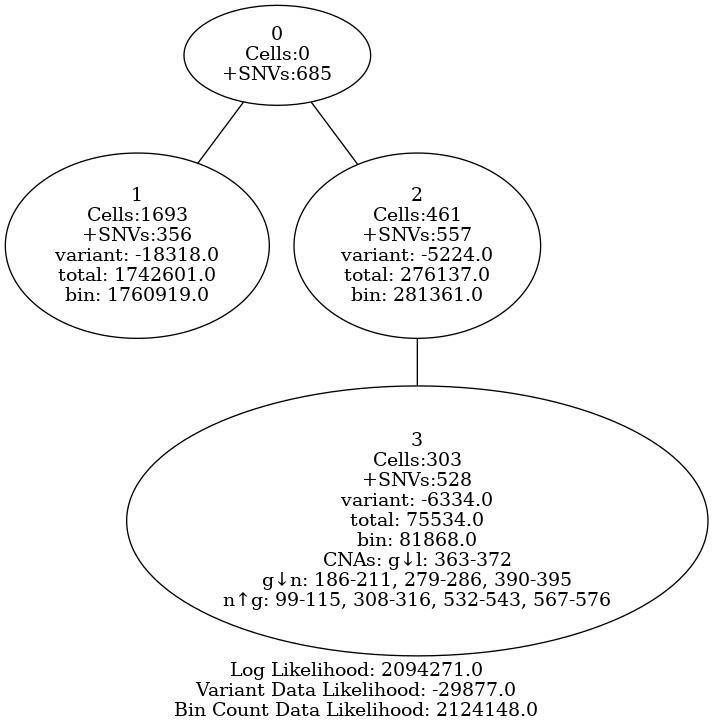 0
Cells:0
+SNVs:685
1
Cells:1693
+SNVs:356
variant: -18318.0
total: 1742601.0
bin: 1760919.0
2
Cells:461
+SNVs:557
variant: -5224.0
total: 276137.0
bin: 281361.0
3
Cells:303
+SNVs:528
variant: -6334.0
total: 75534.0
bin: 81868.0
CNAs: g↓l: 363-372
g↓n: 186-211, 279-286, 390-395
n↑g: 99-115, 308-316, 532-543, 567-576
Log Likelihood: 2094271.0
Variant Data Likelihood: -29877.0
Bin Count Data Likelihood: 2124148.0